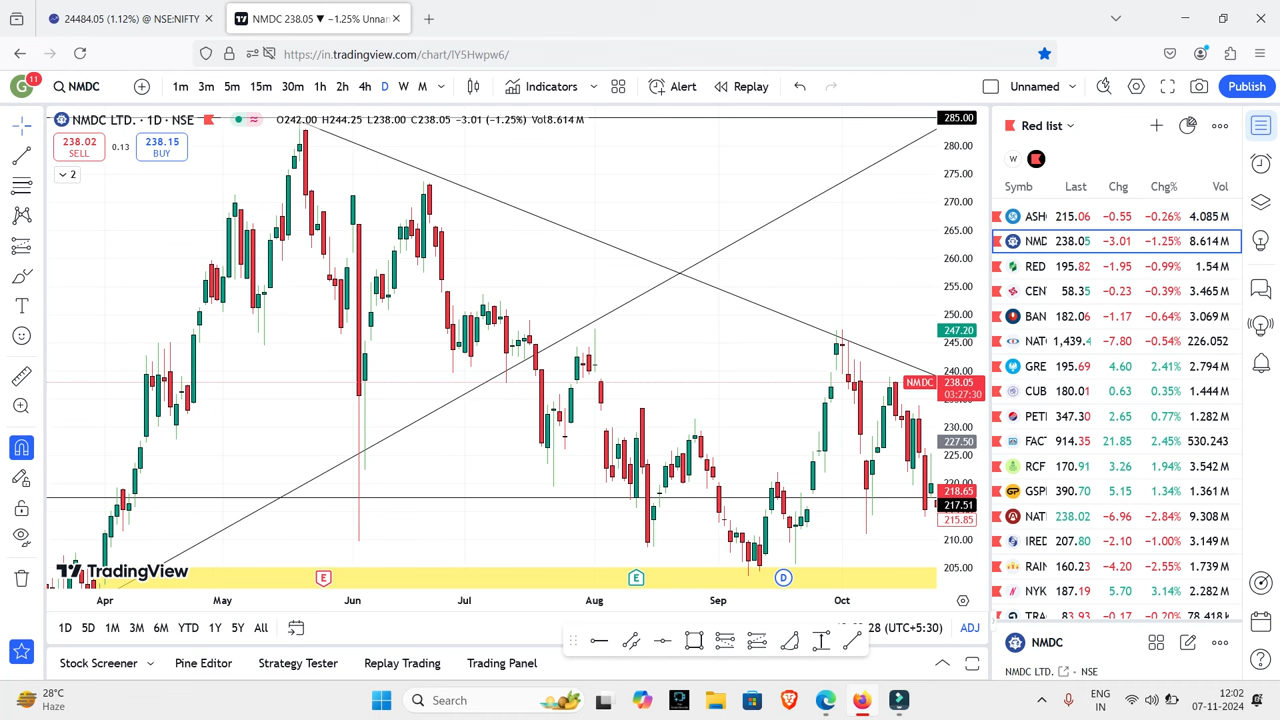 24484.05 (1.12%) @ NSE:NIFTY
NMDC 238.05 ▼ −1.25% Unnan
https://in.tradingview.com/chart/lY5Hwpw6/
G 11
NMDC
1m 3m 5m 15m 30m 1h 2h 4h D W M
Indicators
Alert
Replay
Unnamed
Publish
NMDC LTD. · 1D · NSE
O242.00 H244.25 L238.00 C238.05 −3.01 (−1.25%) Vol8.614 M
238.02
SELL
0.13
238.15
BUY
2
285.00
280.00
275.00
270.00
265.00
260.00
255.00
250.00
247.20
245.00
240.00
NMDC 238.05
03:27:30
230.00
227.50
225.00
220.00
218.65
217.51
215.85
210.00
205.00
TradingView
E
E
D
Apr May Jun Jul Aug Sep Oct
1D 5D 1M 3M 6M YTD 1Y 5Y All
28 (UTC+5:30)
ADJ
Stock Screener
Pine Editor
Strategy Tester
Replay Trading
Trading Panel
Red list
W
Symb Last Chg Chg% Vol
ASH 215.06 −0.55 −0.26% 4.085 M
NMD 238.05 −3.01 −1.25% 8.614 M
RED 195.82 −1.95 −0.99% 1.54 M
CEN 58.35 −0.23 −0.39% 3.465 M
BAN 182.06 −1.17 −0.64% 3.069 M
NAT 1,439.4 −7.80 −0.54% 226.052
GRE 195.69 4.60 2.41% 2.794 M
CUB 180.01 0.63 0.35% 1.444 M
PET 347.30 2.65 0.77% 1.282 M
FAC 914.35 21.85 2.45% 530.243
RCF 170.91 3.26 1.94% 3.542 M
GSP 390.70 5.15 1.34% 1.361 M
NAT 238.02 −6.96 −2.84% 9.308 M
IRED 207.80 −2.10 −1.00% 3.149 M
RAIN 160.23 −4.20 −2.55% 1.739 M
NYK 187.19 5.70 3.14% 2.282 M
TRA 83.93 −0.17 −0.20% 78.418 K
NMDC
NMDC LTD. · NSE
28°C
Haze
Search
ENG
IN
12:02
07-11-2024